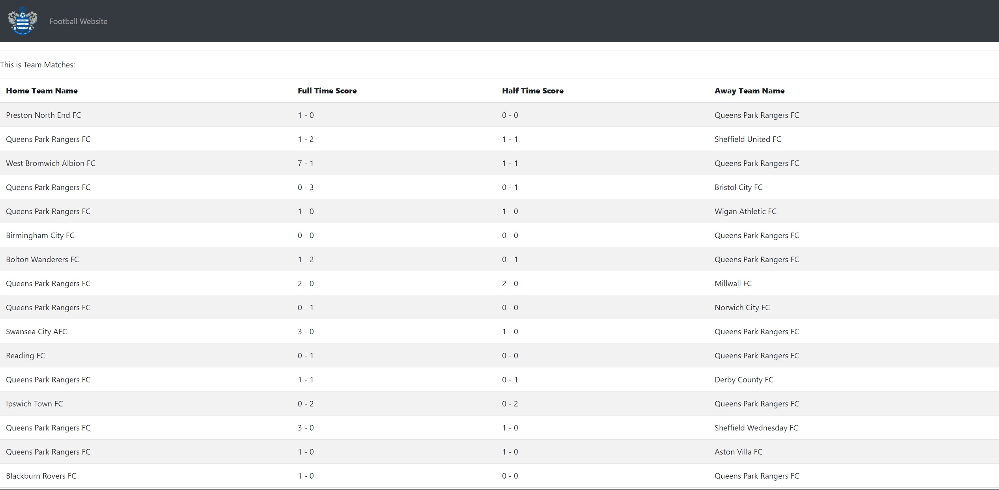 QUEENS
PARK
RANGERS
Football Website
This is Team Matches:
Home Team Name Full Time Score Half Time Score Away Team Name
Preston North End FC 1 - 0 0 - 0 Queens Park Rangers FC
Queens Park Rangers FC 1 - 2 1 - 1 Sheffield United FC
West Bromwich Albion FC 7 - 1 1 - 1 Queens Park Rangers FC
Queens Park Rangers FC 0 - 3 0 - 1 Bristol City FC
Queens Park Rangers FC 1 - 0 1 - 0 Wigan Athletic FC
Birmingham City FC 0 - 0 0 - 0 Queens Park Rangers FC
Bolton Wanderers FC 1 - 2 0 - 1 Queens Park Rangers FC
Queens Park Rangers FC 2 - 0 2 - 0 Millwall FC
Queens Park Rangers FC 0 - 1 0 - 0 Norwich City FC
Swansea City AFC 3 - 0 1 - 0 Queens Park Rangers FC
Reading FC 0 - 1 0 - 0 Queens Park Rangers FC
Queens Park Rangers FC 1 - 1 0 - 1 Derby County FC
Ipswich Town FC 0 - 2 0 - 2 Queens Park Rangers FC
Queens Park Rangers FC 3 - 0 1 - 0 Sheffield Wednesday FC
Queens Park Rangers FC 1 - 0 1 - 0 Aston Villa FC
Blackburn Rovers FC 1 - 0 0 - 0 Queens Park Rangers FC